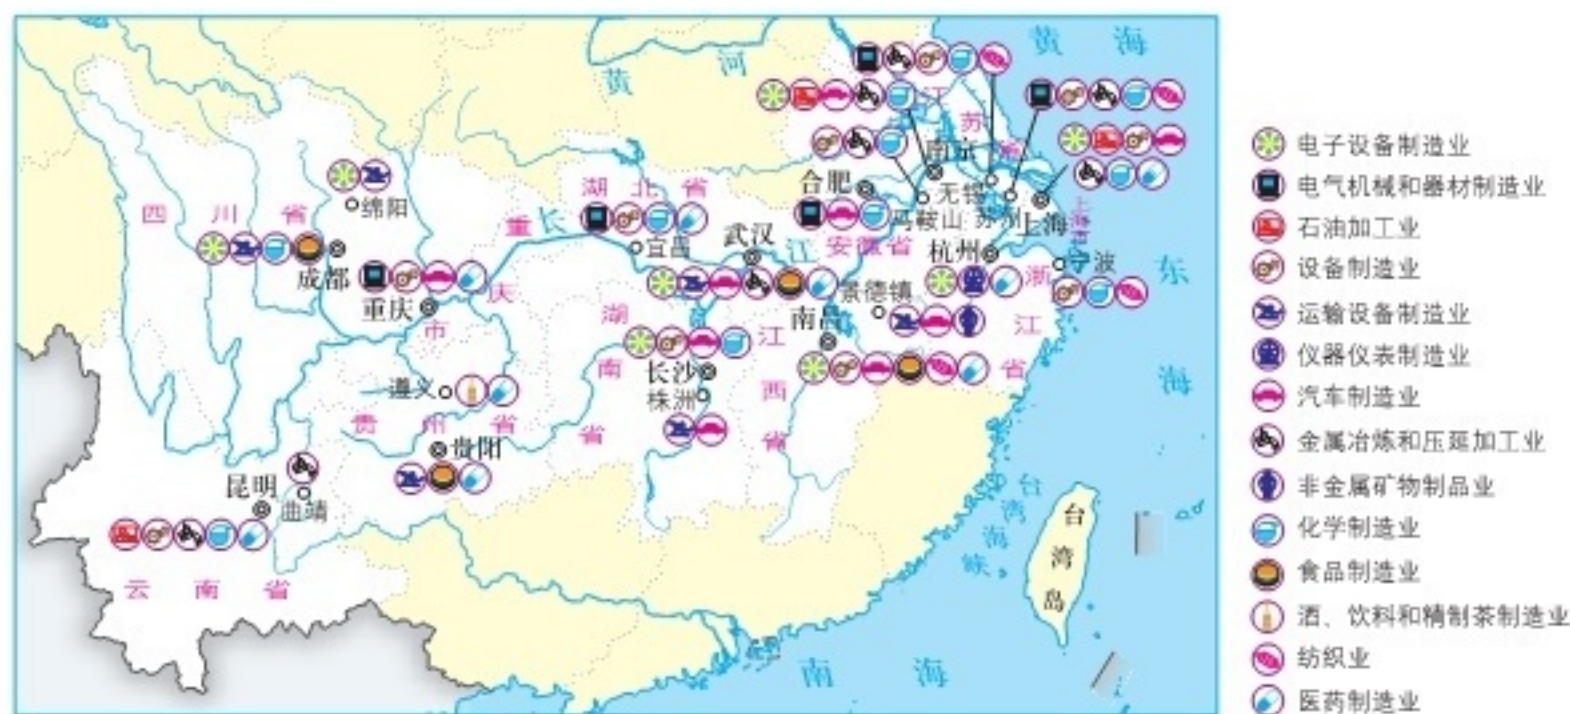 黄 海
黄 河
江
苏
省
南京
合肥
无锡
马鞍山
苏州
上海
上海市
湖 北 省
四 川 省
绵阳
重
长
宜昌
武汉
江
安徽省
杭州
宁波
浙
东
成都
重庆
庆
市
景德镇
南昌
湖
江
江
长沙
南
西
省
海
株洲
遵义
贵 州 省
省
省
贵阳
昆明
曲靖
云 南 省
台
湾
海
峡
台
湾
岛
南 海
电子设备制造业
电气机械和器材制造业
石油加工业
设备制造业
运输设备制造业
仪器仪表制造业
汽车制造业
金属冶炼和压延加工业
非金属矿物制品业
化学制造业
食品制造业
酒、饮料和精制茶制造业
纺织业
医药制造业